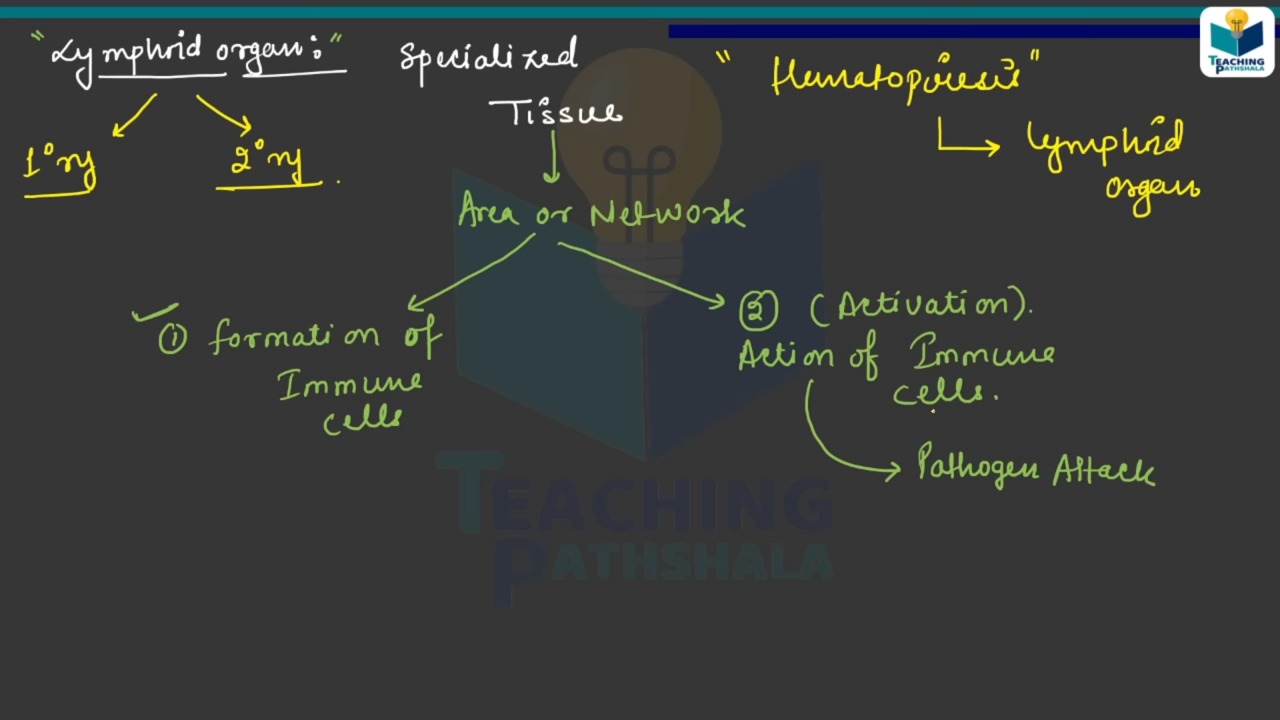 "Lymphoid organ:"
1°ry
2°ry.
Specialized
Tissue
Area or Network
① formation of
Immune
cells
② (Activation).
Action of Immune
cells.
Pathogen Attack
"Hematopoiesis"
Lymphoid
organs
TEACHING
PATHSHALA
TEACHING
PATHSHALA